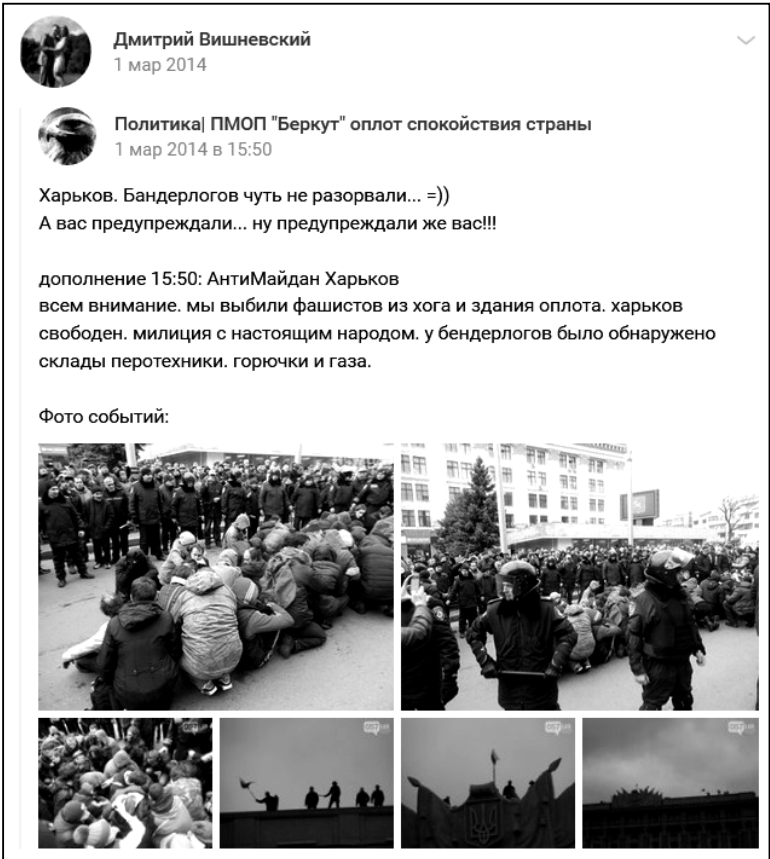 Дмитрий Вишневский
1 мар 2014
Политика| ПМОП "Беркут" оплот спокойствия страны
1 мар 2014 в 15:50
Харьков. Бандерлогов чуть не разорвали... =))
А вас предупреждали... ну предупреждали же вас!!!
дополнение 15:50: АнтиМайдан Харьков
всем внимание. мы выбили фашистов из хога и здания оплота. харьков
свободен. милиция с настоящим народом. у бендерлогов было обнаружено
склады перотехники. горючки и газа.
Фото событий: